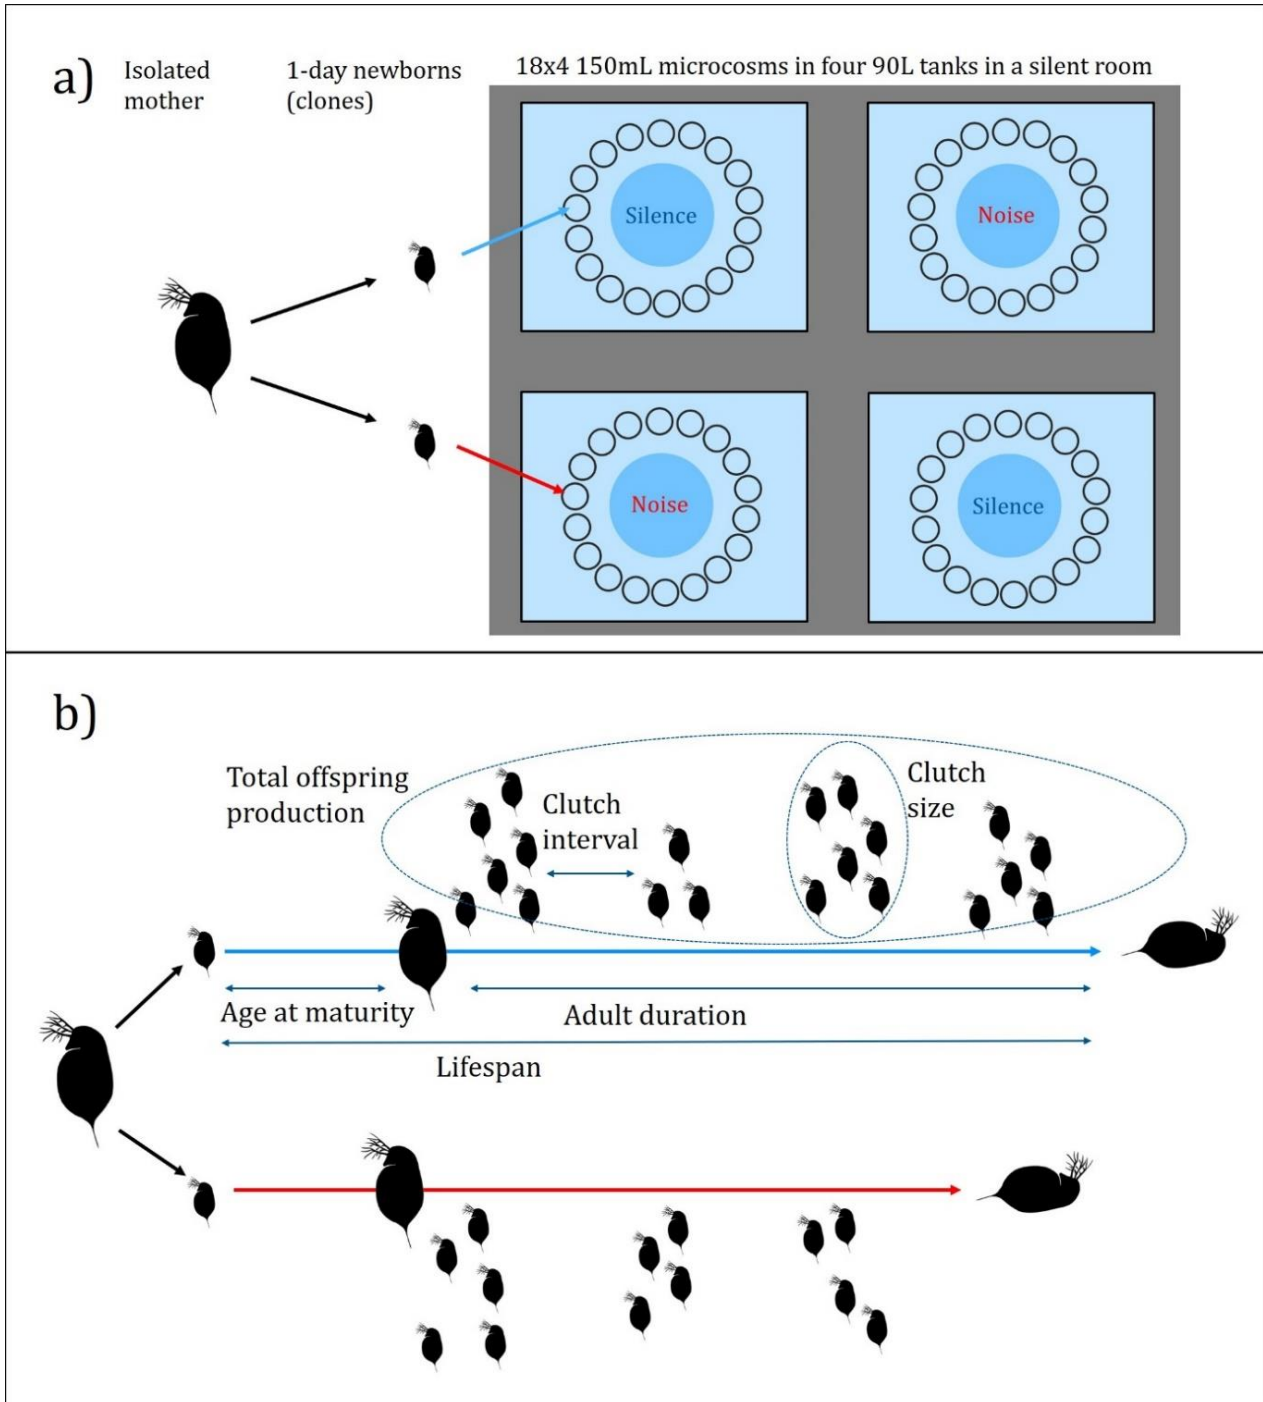 a)
Isolated
mother
1-day newborns
(clones)
18x4 150mL microcosms in four 90L tanks in a silent room
Silence
Noise
Noise
Silence
b)
Total offspring
production
Clutch
interval
Clutch
size
Age at maturity
Adult duration
Lifespan